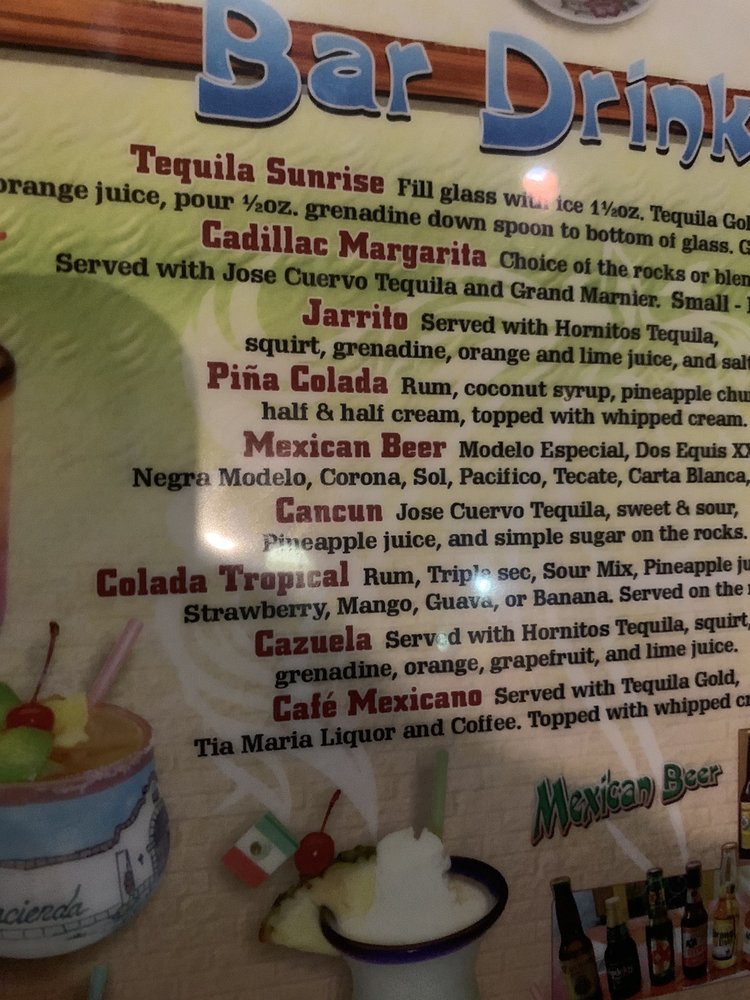 Bar Drink
Tequila Sunrise Fill glass with ice 1½oz. Tequila Gol
orange juice, pour ½oz. grenadine down spoon to bottom of glass. G
Cadillac Margarita Choice of the rocks or blen
Served with Jose Cuervo Tequila and Grand Marnier. Small -
Jarrito Served with Hornitos Tequila,
squirt, grenadine, orange and lime juice, and salt
Piña Colada Rum, coconut syrup, pineapple chu
half & half cream, topped with whipped cream.
Mexican Beer Modelo Especial, Dos Equis XX
Negra Modelo, Corona, Sol, Pacifico, Tecate, Carta Blanca,
Cancun Jose Cuervo Tequila, sweet & sour,
Pineapple juice, and simple sugar on the rocks.
Colada Tropical Rum, Triple sec, Sour Mix, Pineapple ju
Strawberry, Mango, Guava, or Banana. Served on the
Cazuela Served with Hornitos Tequila, squirt,
grenadine, orange, grapefruit, and lime juice.
Café Mexicano Served with Tequila Gold,
Tia Maria Liquor and Coffee. Topped with whipped cr
Mexican Beer
acienda